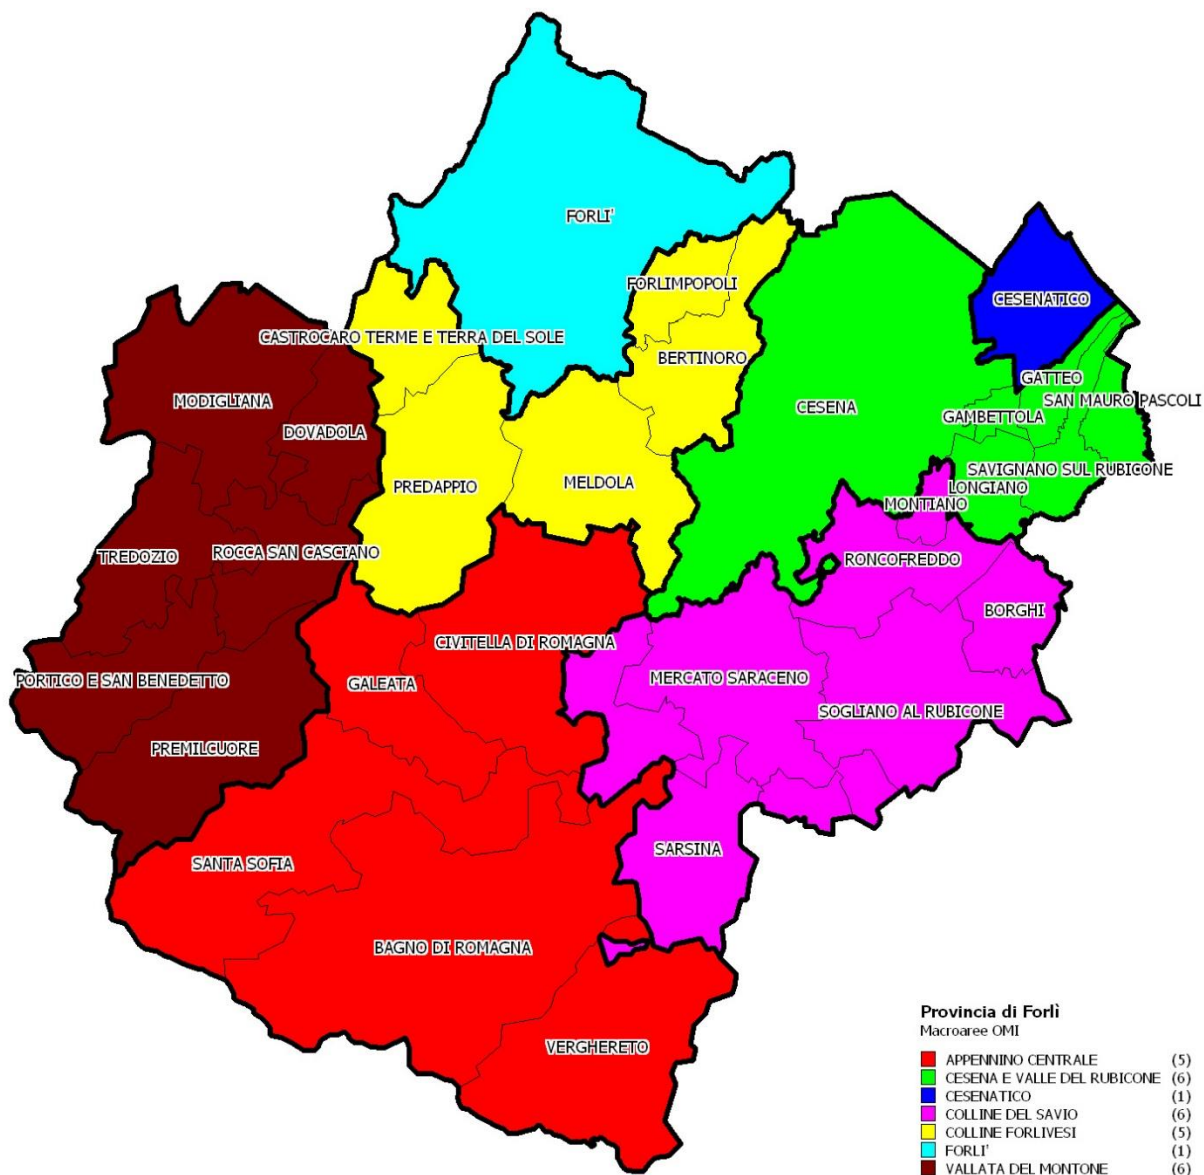 FORLI'
FORLIMPOPOLI
CESENATICO
CASTROCARO TERME E TERRA DEL SOLE
BERTINORO
GATTEO
MODIGLIANA
CESENA
SAN MAURO PASCOLI
GAMBETTOLA
DOVADOLA
SAVIGNANO SUL RUBICONE
MELDOLA
PREDAPPIO
LONGIANO
MONTIANO
ROCCA SAN CASCIANO
TREDOZIO
RONCOFREDDO
BORGHI
CIVITELLA DI ROMAGNA
PORTICO E SAN BENEDETTO
MERCATO SARACENO
GALEATA
SOGLIANO AL RUBICONE
PREMILCUORE
SARSINA
SANTA SOFIA
BAGNO DI ROMAGNA
VERGHERETO
Provincia di Forlì
Macroaree OMI
APPENNINO CENTRALE (5)
CESENA E VALLE DEL RUBICONE (6)
CESENATICO (1)
COLLINE DEL SAVIO (6)
COLLINE FORLIVESI (5)
FORLI' (1)
VALLATA DEL MONTONE (6)